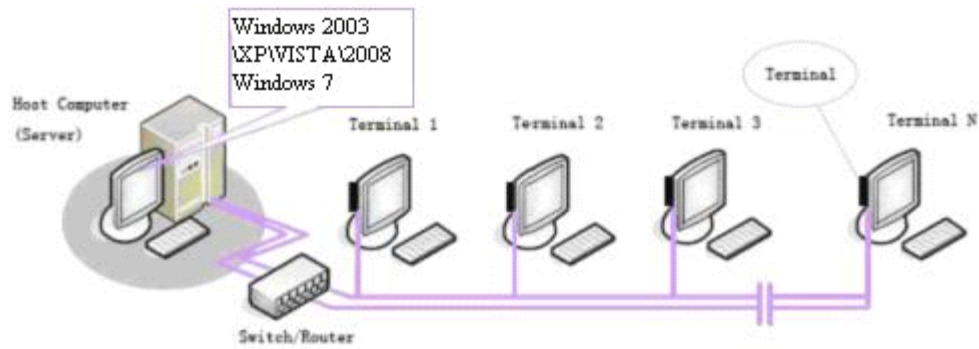 Windows 2003
\XP\VISTA\2008
Windows 7
Host Computer
(Server)
Terminal 1
Terminal 2
Terminal 3
Terminal
Terminal N
Switch/Router